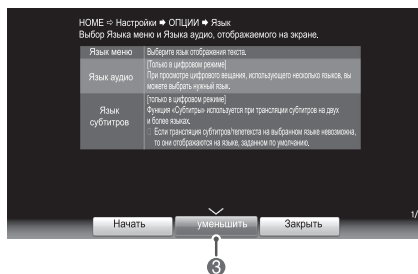 HOME ⇨ Настройки ➡ ОПЦИИ ➡ Язык
Выбор Языка меню и Языка аудио, отображаемого на экране.
Язык меню
Выберите язык отображения текста.
Язык аудио
[Только в цифровом режиме]
При просмотре цифрового вещания, использующего несколько языков, вы
можете выбрать нужный язык.
Язык
субтитров
[только в цифровом режиме]
Функция «Субтитры» используется при трансляции субтитров на двух
и более языках.
Если трансляция субтитров/телетекста на выбранном языке невозможна,
то они отображаются на языке, заданном по умолчанию.
Начать
уменьшить
Закрыть
1/
3